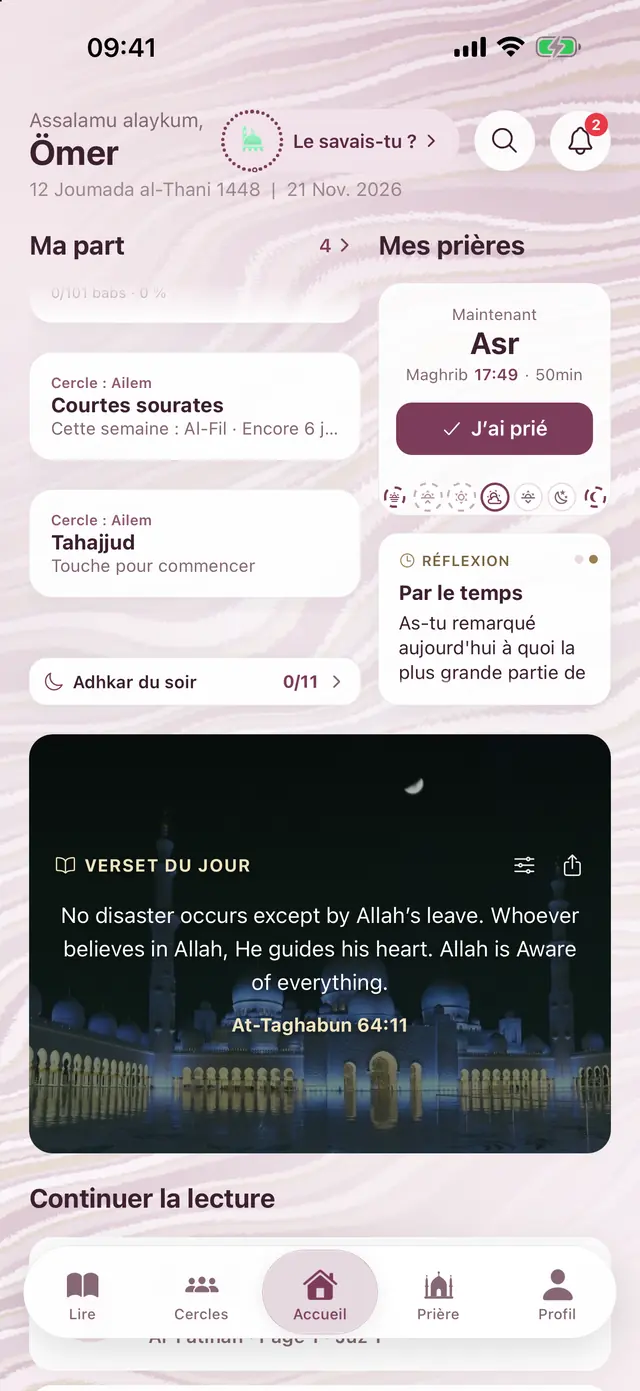 09:41
Assalamu alaykum,
Ömer
Le savais-tu ?
2
12 Joumada al-Thani 1448 | 21 Nov. 2026
Ma part
4
0/101 babs · 0 %
Cercle : Ailem
Courtes sourates
Cette semaine : Al-Fil · Encore 6 j...
Cercle : Ailem
Tahajjud
Touche pour commencer
Adhkar du soir
0/11
Mes prières
Maintenant
Asr
Maghrib 17:49 · 50min
J’ai prié
RÉFLEXION
Par le temps
As-tu remarqué
aujourd'hui à quoi la
plus grande partie de
VERSET DU JOUR
No disaster occurs except by Allah’s leave. Whoever
believes in Allah, He guides his heart. Allah is Aware
of everything.
At-Taghabun 64:11
Continuer la lecture
Lire
Cercles
Accueil
Prière
Profil